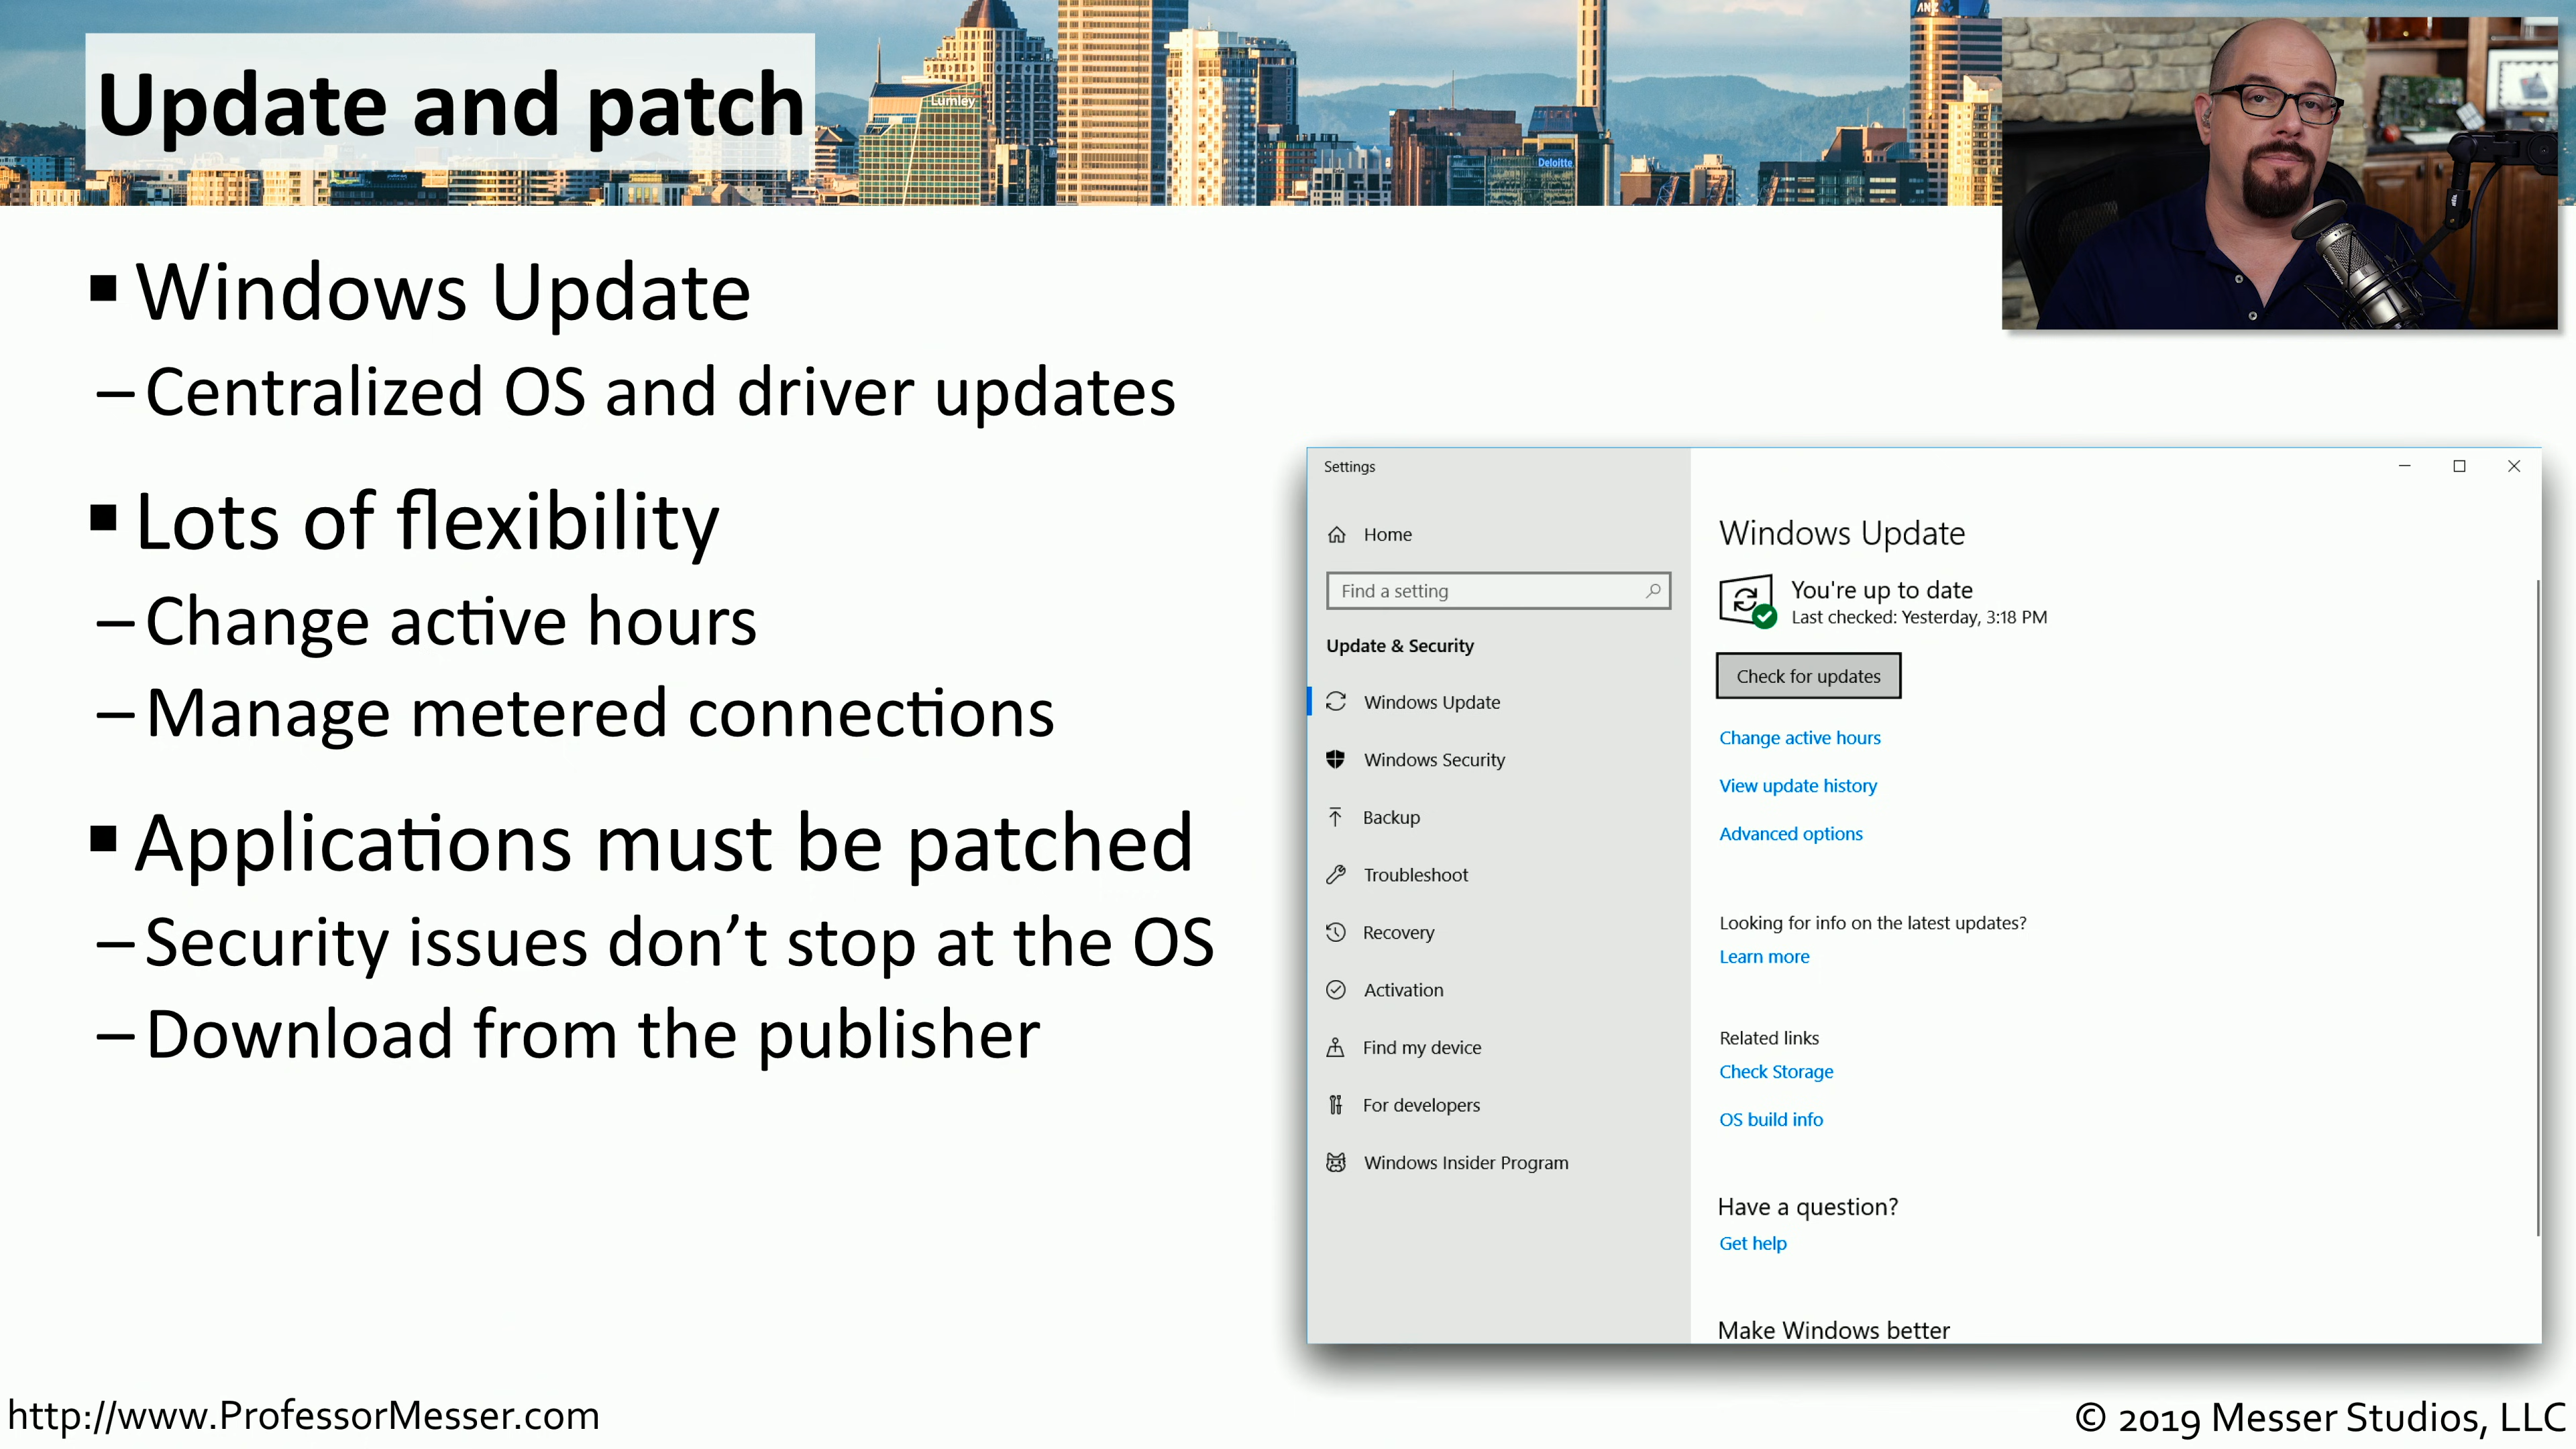 Update and patch
Lumley
Deloitte
ANZ
▪ Windows Update
– Centralized OS and driver updates
▪ Lots of flexibility
– Change active hours
– Manage metered connections
▪ Applications must be patched
– Security issues don’t stop at the OS
– Download from the publisher
Settings
Home
Find a setting
Update & Security
Windows Update
Windows Security
Backup
Troubleshoot
Recovery
Activation
Find my device
For developers
Windows Insider Program
Windows Update
You're up to date
Last checked: Yesterday, 3:18 PM
Check for updates
Change active hours
View update history
Advanced options
Looking for info on the latest updates?
Learn more
Related links
Check Storage
OS build info
Have a question?
Get help
Make Windows better
http://www.ProfessorMesser.com
© 2019 Messer Studios, LLC